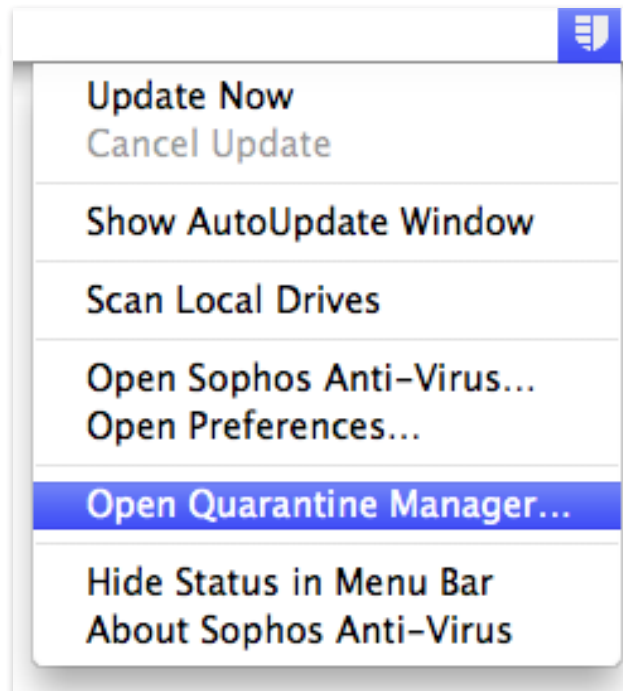 Update Now
Cancel Update
Show AutoUpdate Window
Scan Local Drives
Open Sophos Anti-Virus...
Open Preferences...
Open Quarantine Manager...
Hide Status in Menu Bar
About Sophos Anti-Virus